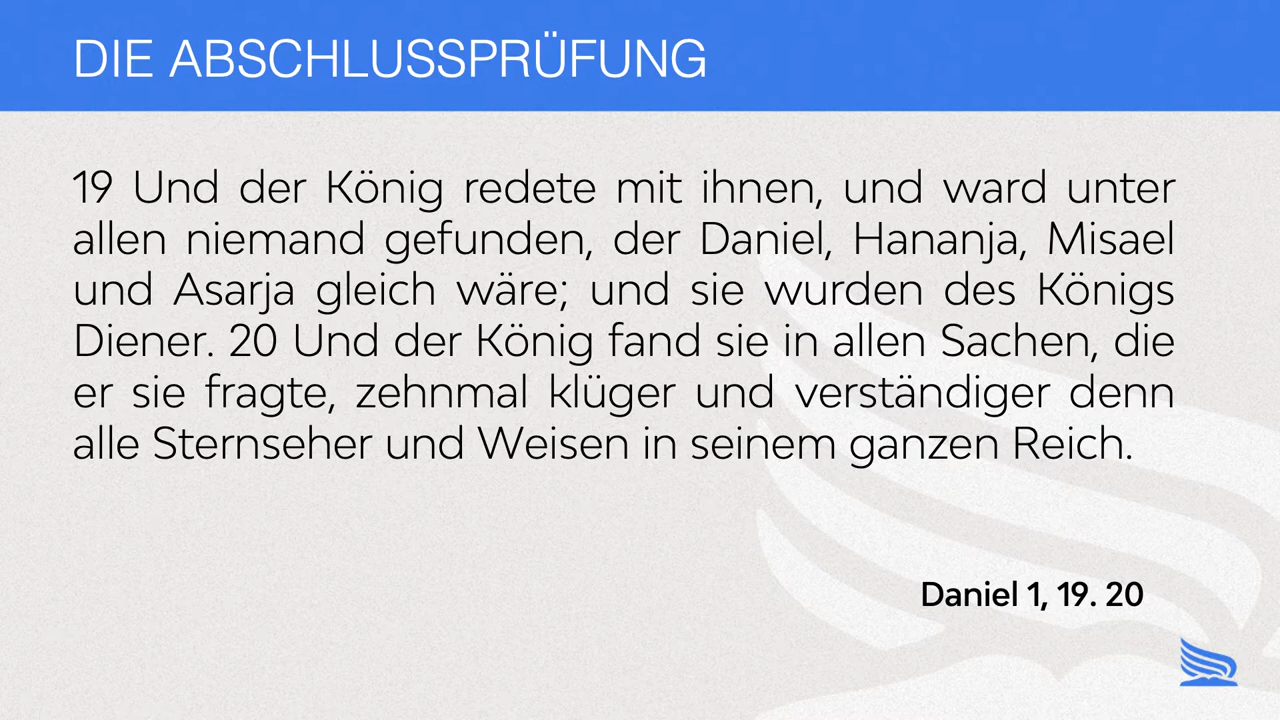 DIE ABSCHLUSSPRÜFUNG
19 Und der König redete mit ihnen, und ward unter
allen niemand gefunden, der Daniel, Hananja, Misael
und Asarja gleich wäre; und sie wurden des Königs
Diener. 20 Und der König fand sie in allen Sachen, die
er sie fragte, zehnmal klüger und verständiger denn
alle Sternseher und Weisen in seinem ganzen Reich.
Daniel 1, 19. 20